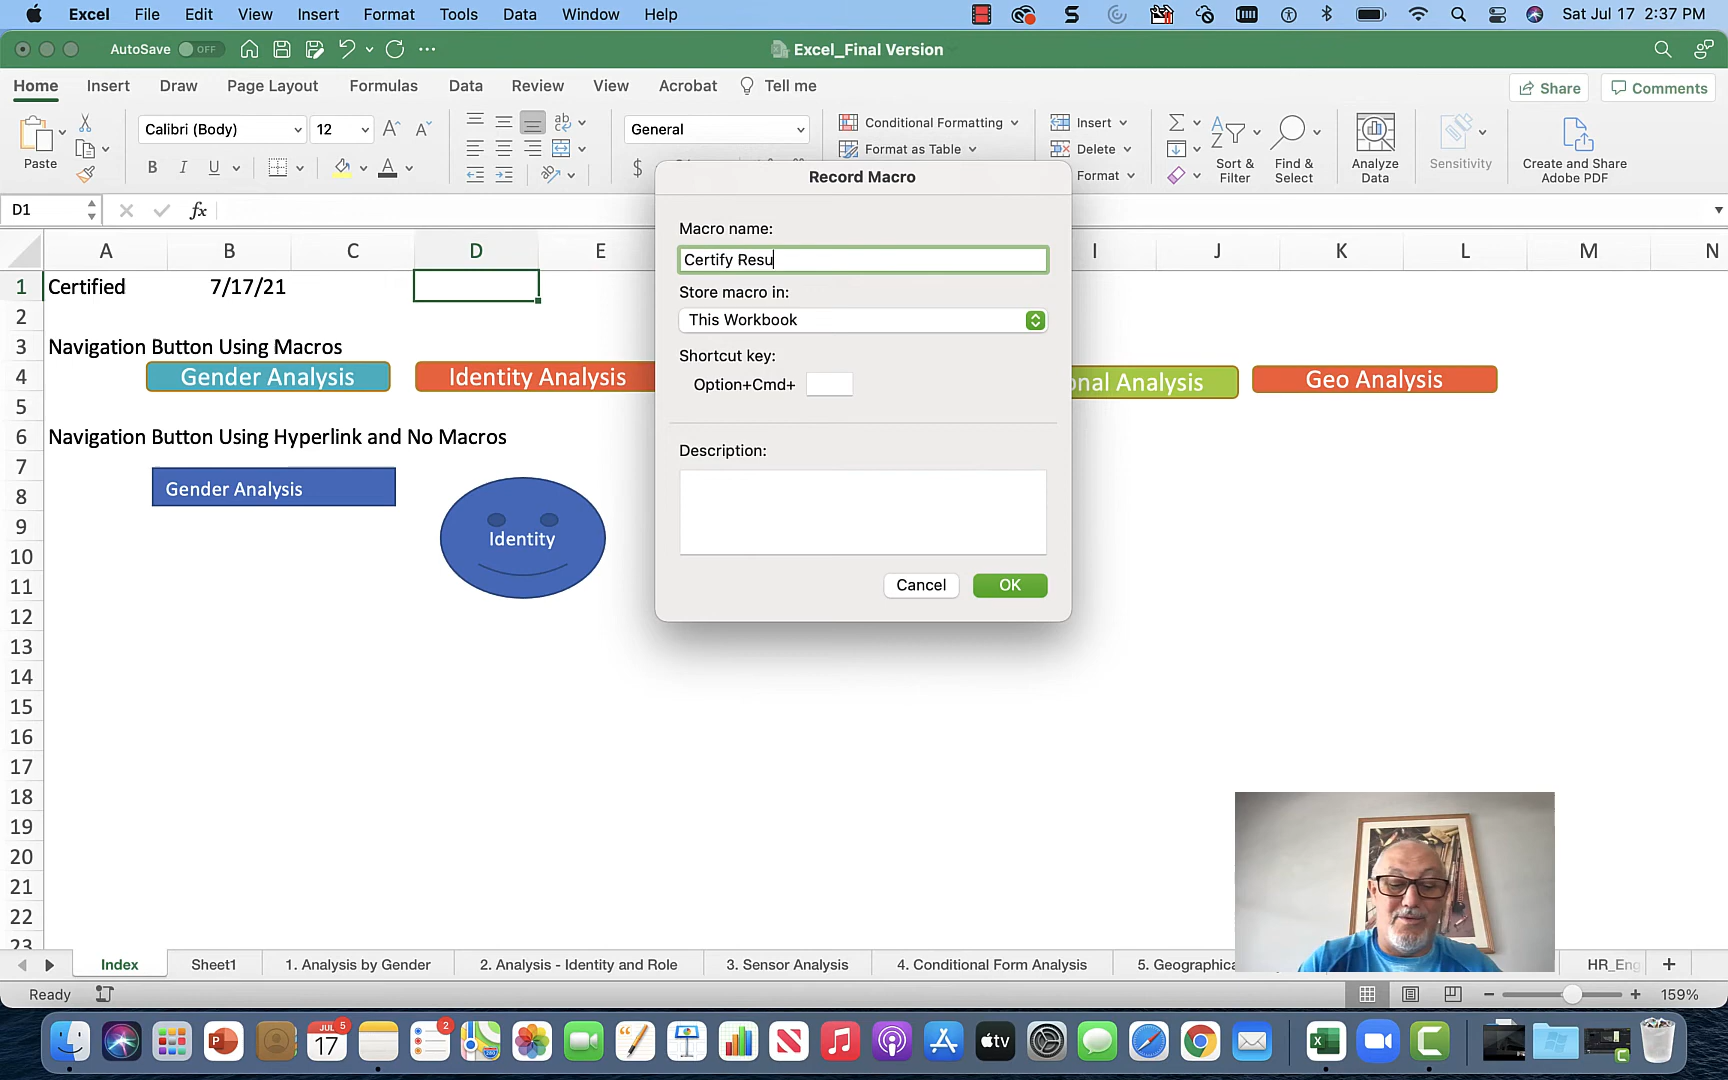 Excel File Edit View Insert Format Tools Data Window Help Sat Jul 17 2:37 PM
AutoSave OFF Excel_Final Version
Home Insert Draw Page Layout Formulas Data Review View Acrobat Tell me Share Comments
Calibri (Body) 12 General Conditional Formatting Insert
Format as Table Delete
Paste B I U A $ Format Sort & Filter Find & Select Analyze Data Sensitivity Create and Share Adobe PDF
D1 fx
A B C D E I J K L M N
Record Macro
Macro name:
Certify Resu
Store macro in:
This Workbook
Shortcut key:
Option+Cmd+
Description:
Cancel OK
1 Certified 7/17/21
2
3 Navigation Button Using Macros
4 Gender Analysis Identity Analysis onal Analysis Geo Analysis
5
6 Navigation Button Using Hyperlink and No Macros
7
8 Gender Analysis
9 Identity
10
11
12
13
14
15
16
17
18
19
20
21
22
23
Index Sheet1 1. Analysis by Gender 2. Analysis - Identity and Role 3. Sensor Analysis 4. Conditional Form Analysis 5. Geographica HR_Eng
Ready 159%
JUL 5
17 2 tv